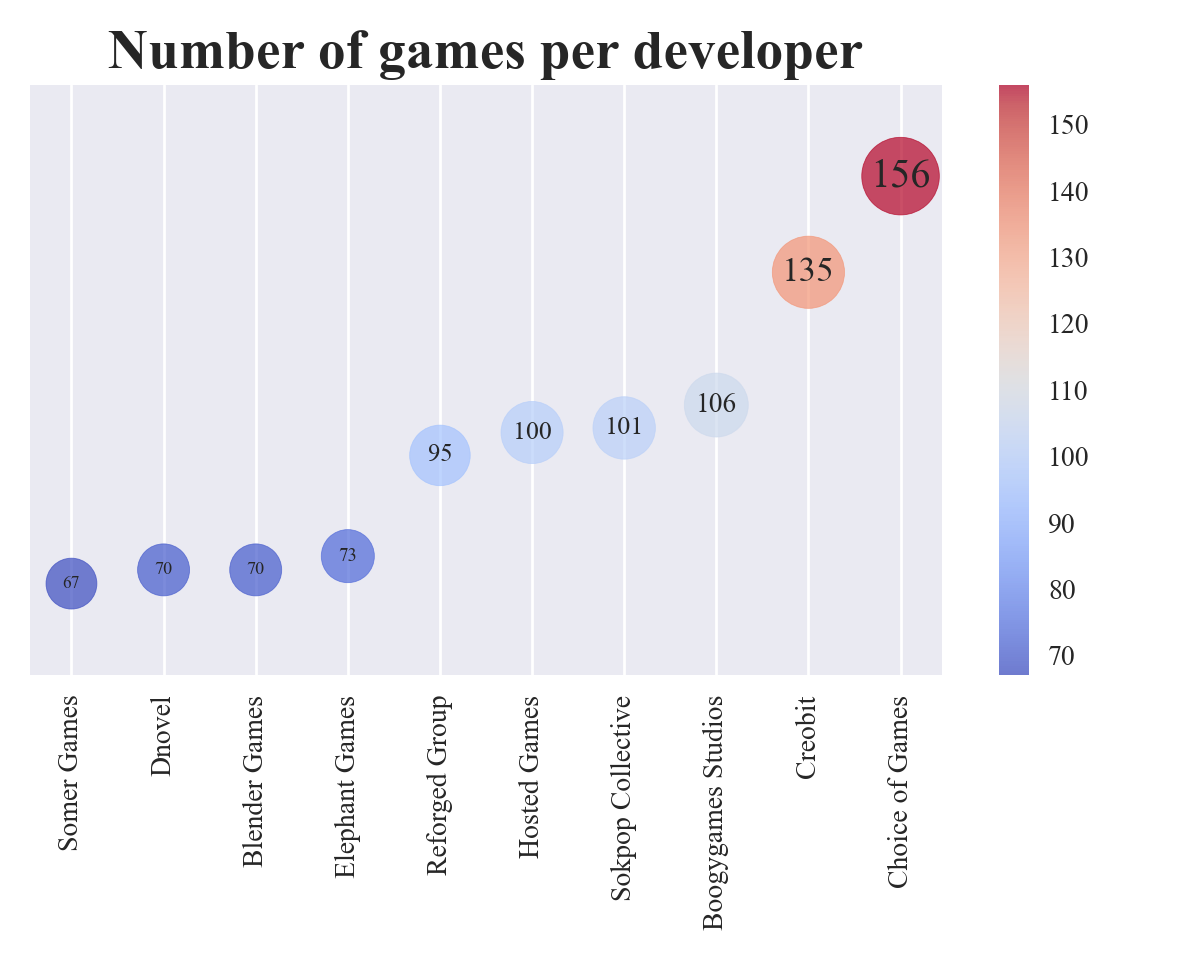 Number of games per developer
156
135
106
101
100
95
73
70
70
67
150
140
130
120
110
100
90
80
70
Somer Games
Dnovel
Blender Games
Elephant Games
Reforged Group
Hosted Games
Sokpop Collective
Boogygames Studios
Creobit
Choice of Games